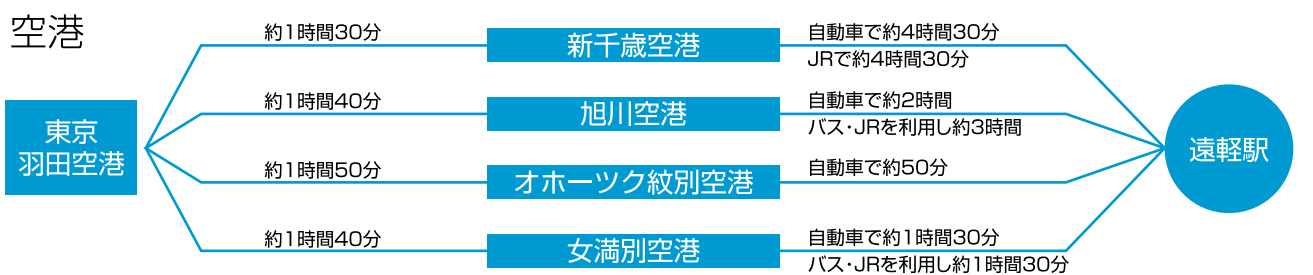 空港
東京
羽田空港
約1時間30分
新千歳空港
自動車で約4時間30分
JRで約4時間30分
約1時間40分
旭川空港
自動車で約2時間
バス・JRを利用し約3時間
約1時間50分
オホーツク紋別空港
自動車で約50分
約1時間40分
女満別空港
自動車で約1時間30分
バス・JRを利用し約1時間30分
遠軽駅